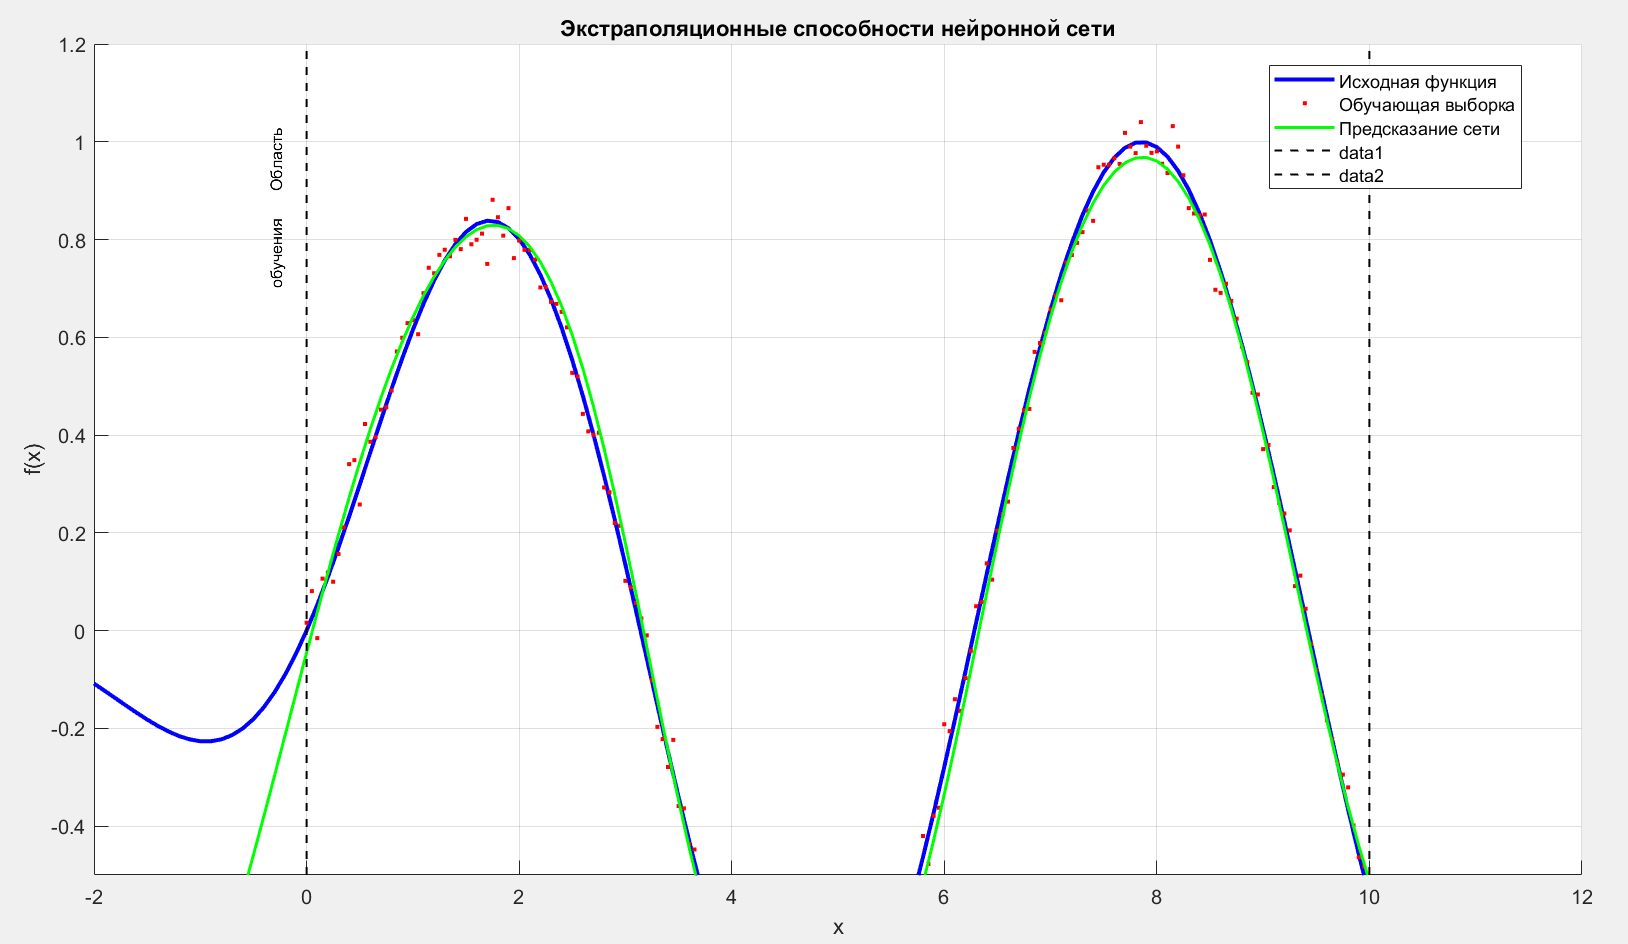 Экстраполяционные способности нейронной сети
1.2
1
0.8
0.6
0.4
0.2
0
-0.2
-0.4
f(x)
Область
обучения
Исходная функция
Обучающая выборка
Предсказание сети
data1
data2
-2
0
2
4
6
8
10
12
x